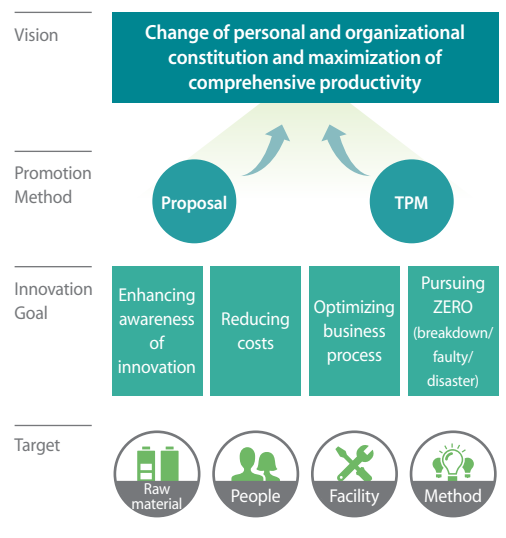 Vision
Change of personal and organizational
constitution and maximization of
comprehensive productivity
Promotion
Method
Proposal
TPM
Innovation
Goal
Enhancing
awareness
of
innovation
Reducing
costs
Optimizing
business
process
Pursuing
ZERO
(breakdown/
faulty/
disaster)
Target
Raw
material
People
Facility
Method